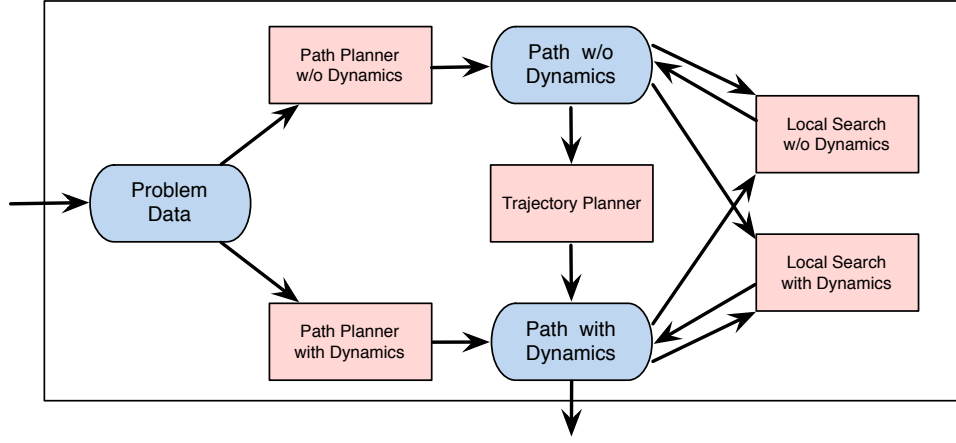 Path Planner
w/o Dynamics
Path w/o
Dynamics
Local Search
w/o Dynamics
Problem
Data
Trajectory Planner
Local Search
with Dynamics
Path Planner
with Dynamics
Path with
Dynamics